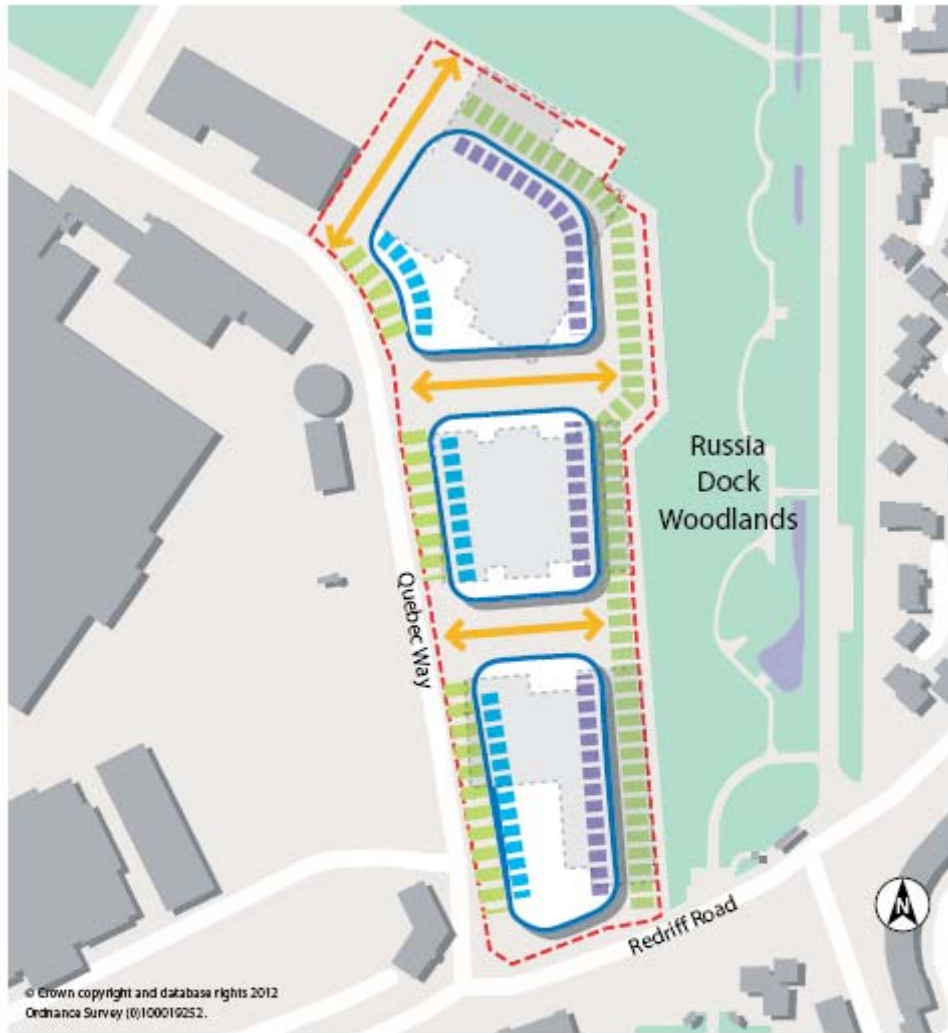 Russia
Dock
Woodlands
Quebec Way
N
Redriff Road
© Crown copyright and database rights 2012
Ordnance Survey (0)100019252.